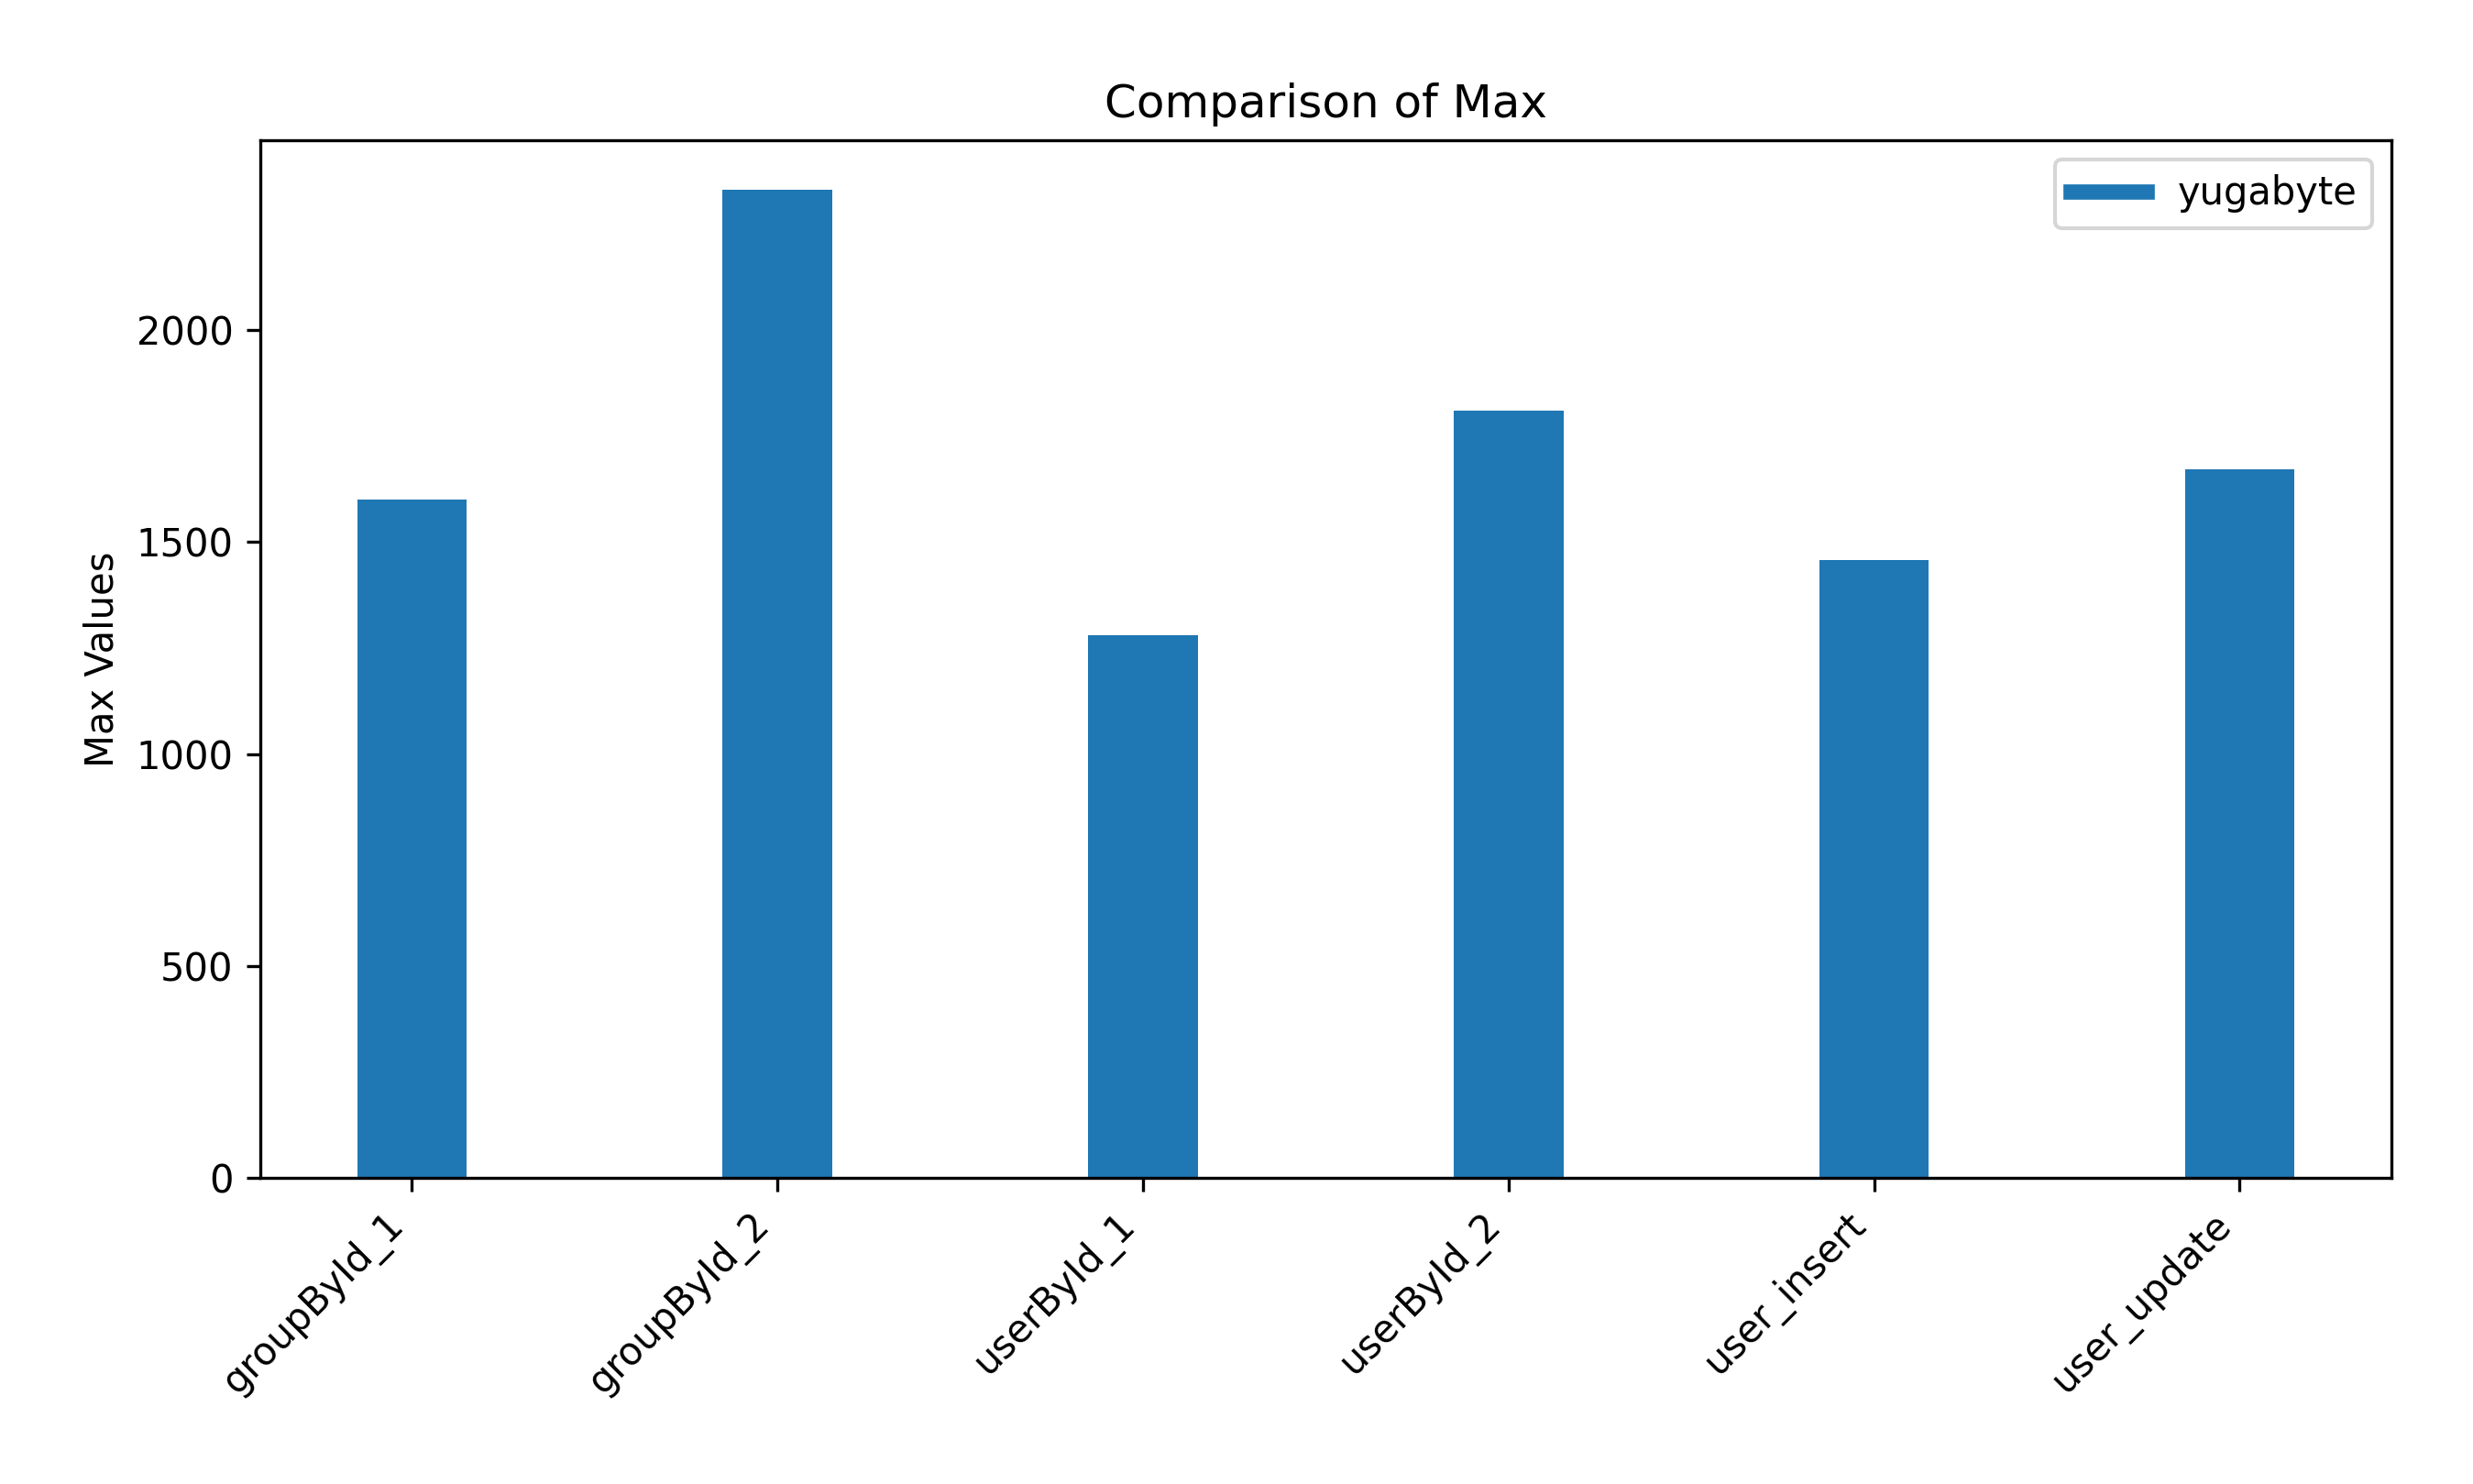 Comparison of Max
yugabyte
Max Values
2000
1500
1000
500
0
groupById_1
groupById_2
userById_1
userById_2
user_insert
user_update